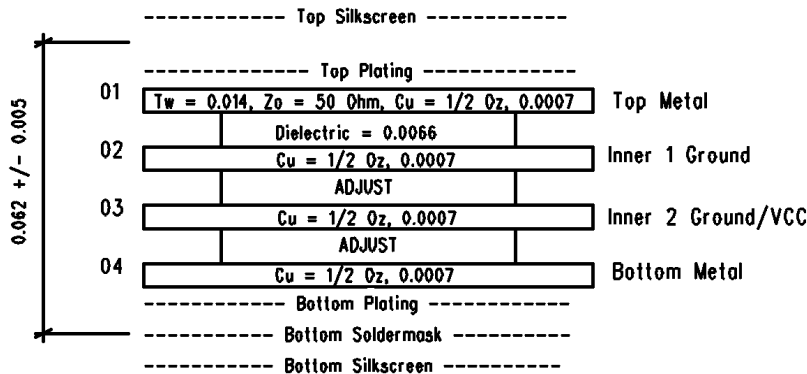 Top Silkscreen
Top Plating
01 Tw = 0.014, Zo = 50 Ohm, Cu = 1/2 Oz, 0.0007 Top Metal
Dielectric = 0.0066
02 Cu = 1/2 Oz, 0.0007 Inner 1 Ground
ADJUST
03 Cu = 1/2 Oz, 0.0007 Inner 2 Ground/VCC
ADJUST
04 Cu = 1/2 Oz, 0.0007 Bottom Metal
Bottom Plating
Bottom Soldermask
Bottom Silkscreen
0.062 +/- 0.005